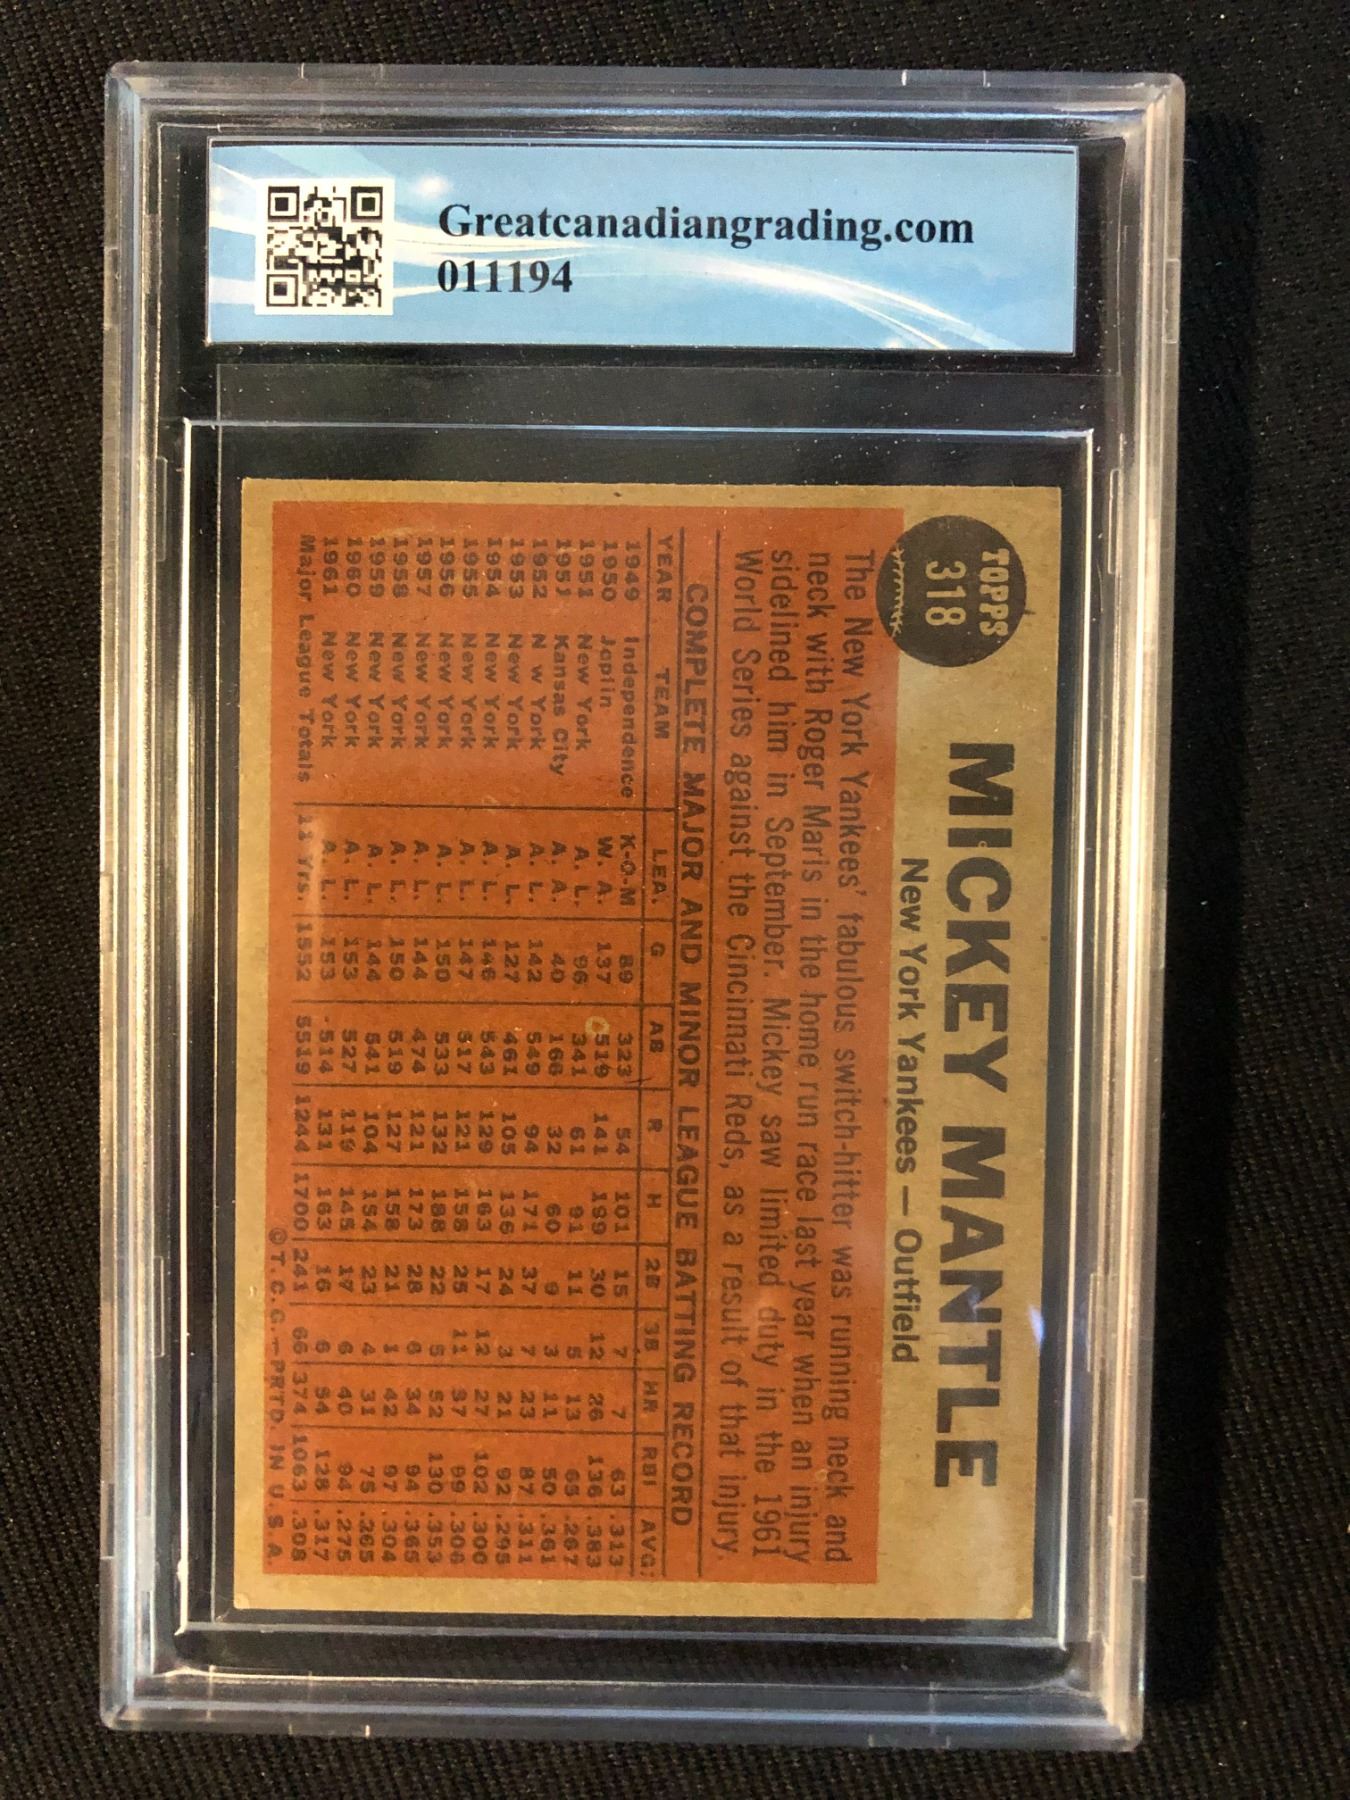 Greatcanadiangrading.com
011194
TOPPS
318
MICKEY MANTLE
New York Yankees — Outfield
The New York Yankees' fabulous switch-hitter was running neck and
neck with Roger Maris in the home run race last year when an injury
sidelined him in September. Mickey saw limited duty in the 1961
World Series against the Cincinnati Reds, as a result of that injury.
COMPLETE MAJOR AND MINOR LEAGUE BATTING RECORD
YEAR TEAM LEA. G AB R H 2B 3B HR RBI AVG.
1949 Independence K-O-M 89 323 54 101 15 7 7 63 .313
1950 Joplin W. A. 137 519 141 199 30 12 26 136 .383
1951 New York A. L. 96 341 61 91 11 5 13 65 .267
1951 Kansas City A. A. 40 166 32 60 9 3 11 50 .361
1952 N w York A. L. 142 549 94 171 37 7 23 87 .311
1953 New York A. L. 127 461 105 136 24 3 21 92 .295
1954 New York A. L. 146 543 129 163 17 12 27 102 .300
1955 New York A. L. 147 517 121 158 25 11 37 99 .306
1956 New York A. L. 150 533 132 188 22 5 52 130 .353
1957 New York A. L. 144 474 121 173 28 6 34 94 .365
1958 New York A. L. 150 519 127 158 21 1 42 97 .304
1959 New York A. L. 144 541 104 154 23 4 31 75 .265
1960 New York A. L. 153 527 119 145 17 6 40 94 .275
1961 New York A. L. 153 514 131 163 16 6 54 128 .317
Major League Totals 11 Yrs. 1552 5519 1244 1700 241 66 374 1063 .308
©T. C. G.—PRTD. IN U. S. A.